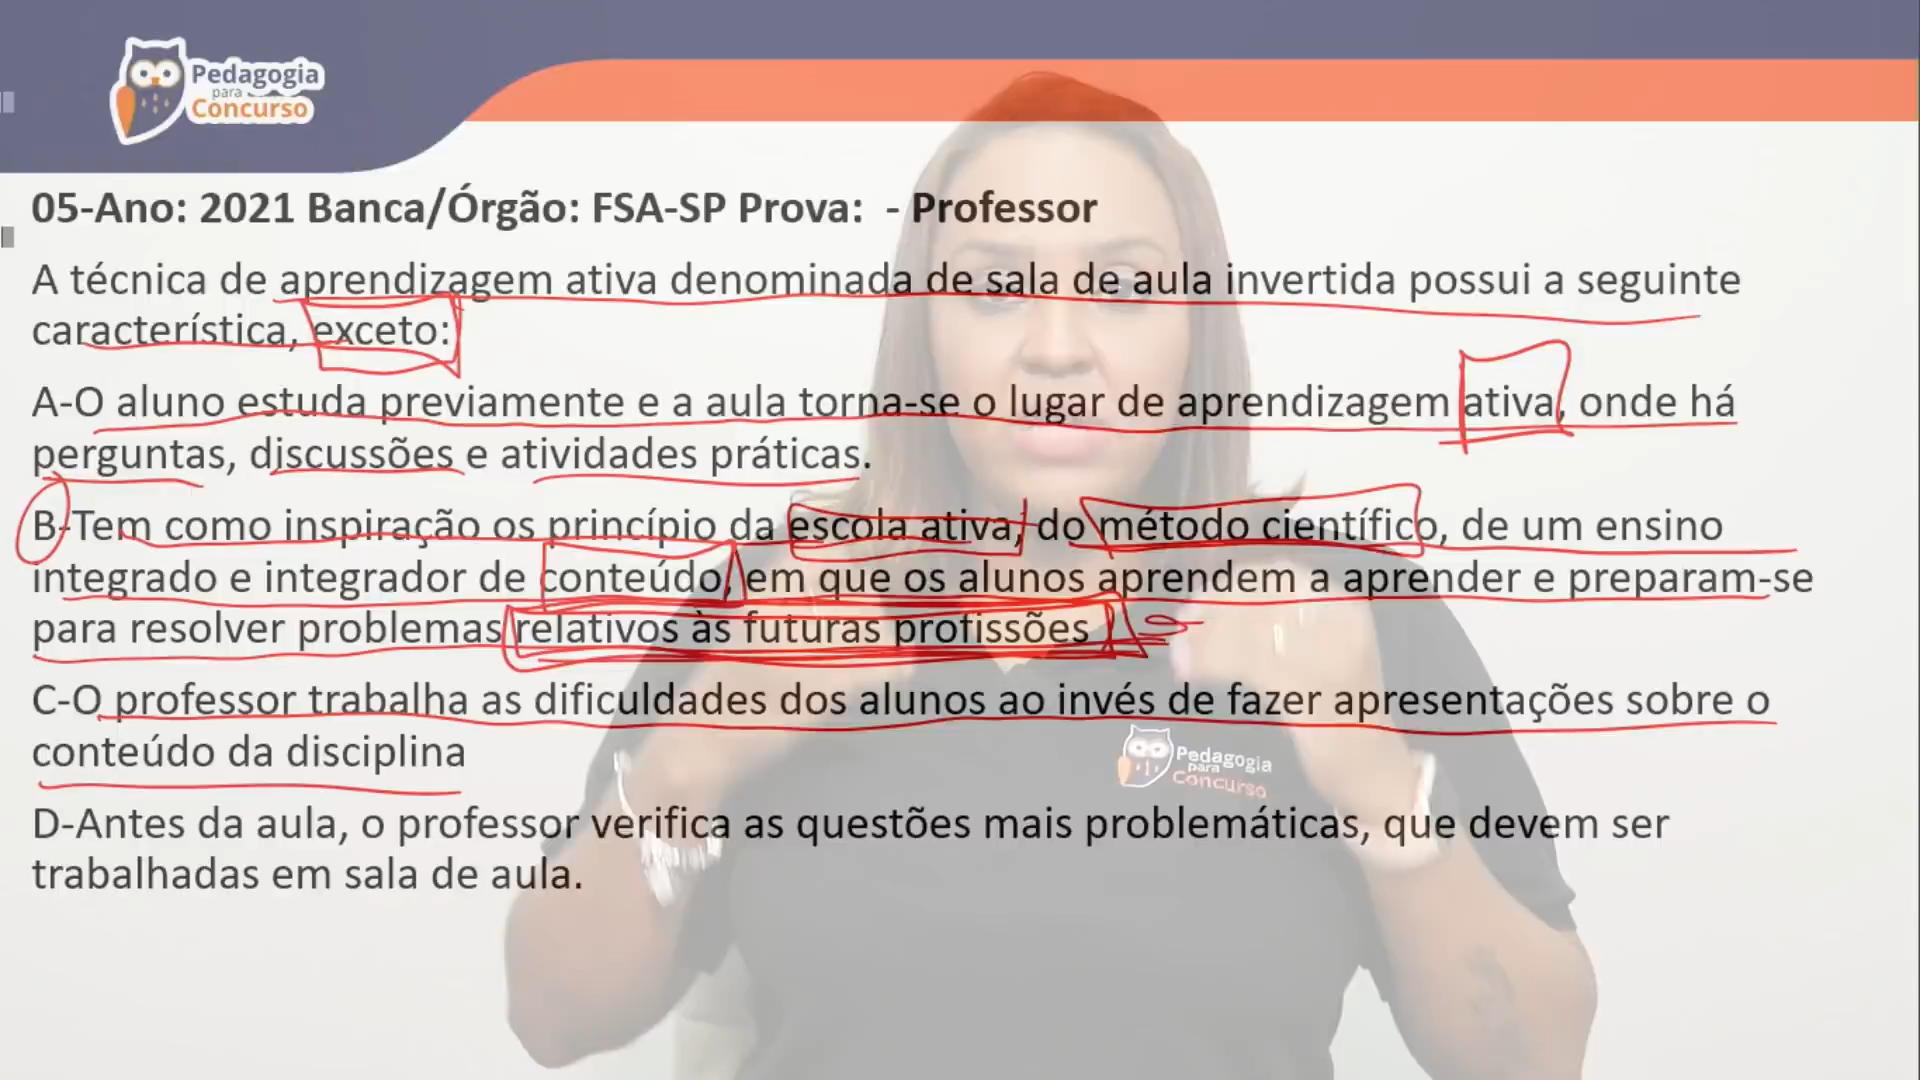 Pedagogia
para
Concurso
05-Ano: 2021 Banca/Órgão: FSA-SP Prova:  - Professor
A técnica de aprendizagem ativa denominada de sala de aula invertida possui a seguinte
característica, exceto:
A-O aluno estuda previamente e a aula torna-se o lugar de aprendizagem ativa, onde há
perguntas, discussões e atividades práticas.
B-Tem como inspiração os princípio da escola ativa, do método científico, de um ensino
integrado e integrador de conteúdo, em que os alunos aprendem a aprender e preparam-se
para resolver problemas relativos às futuras profissões
C-O professor trabalha as dificuldades dos alunos ao invés de fazer apresentações sobre o
conteúdo da disciplina
Pedagogia
para
Concurso
D-Antes da aula, o professor verifica as questões mais problemáticas, que devem ser
trabalhadas em sala de aula.